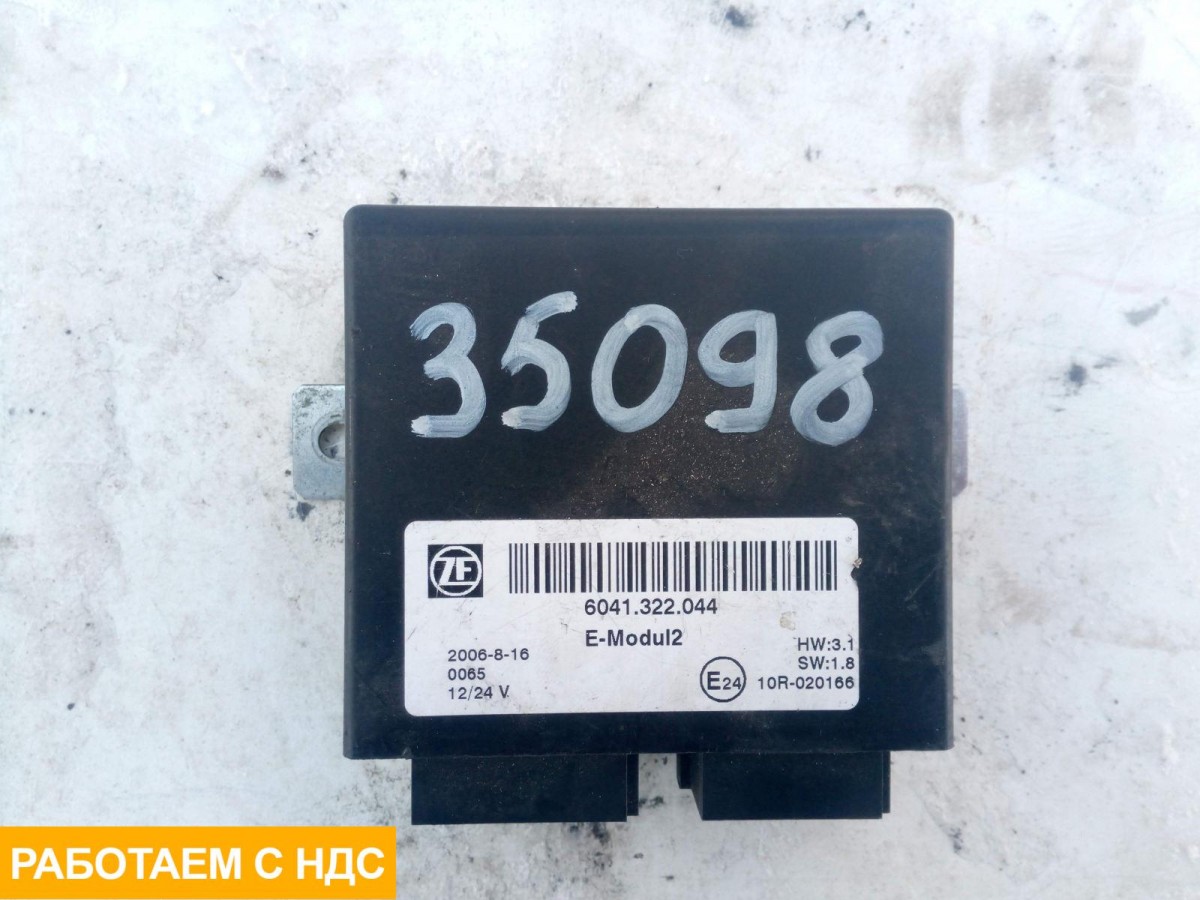 35098
ZF
6041.322.044
E-Modul2
2006-8-16
0065
12/24 V
HW:3.1
SW:1.8
E24 10R-020166
РАБОТАЕМ С НДС